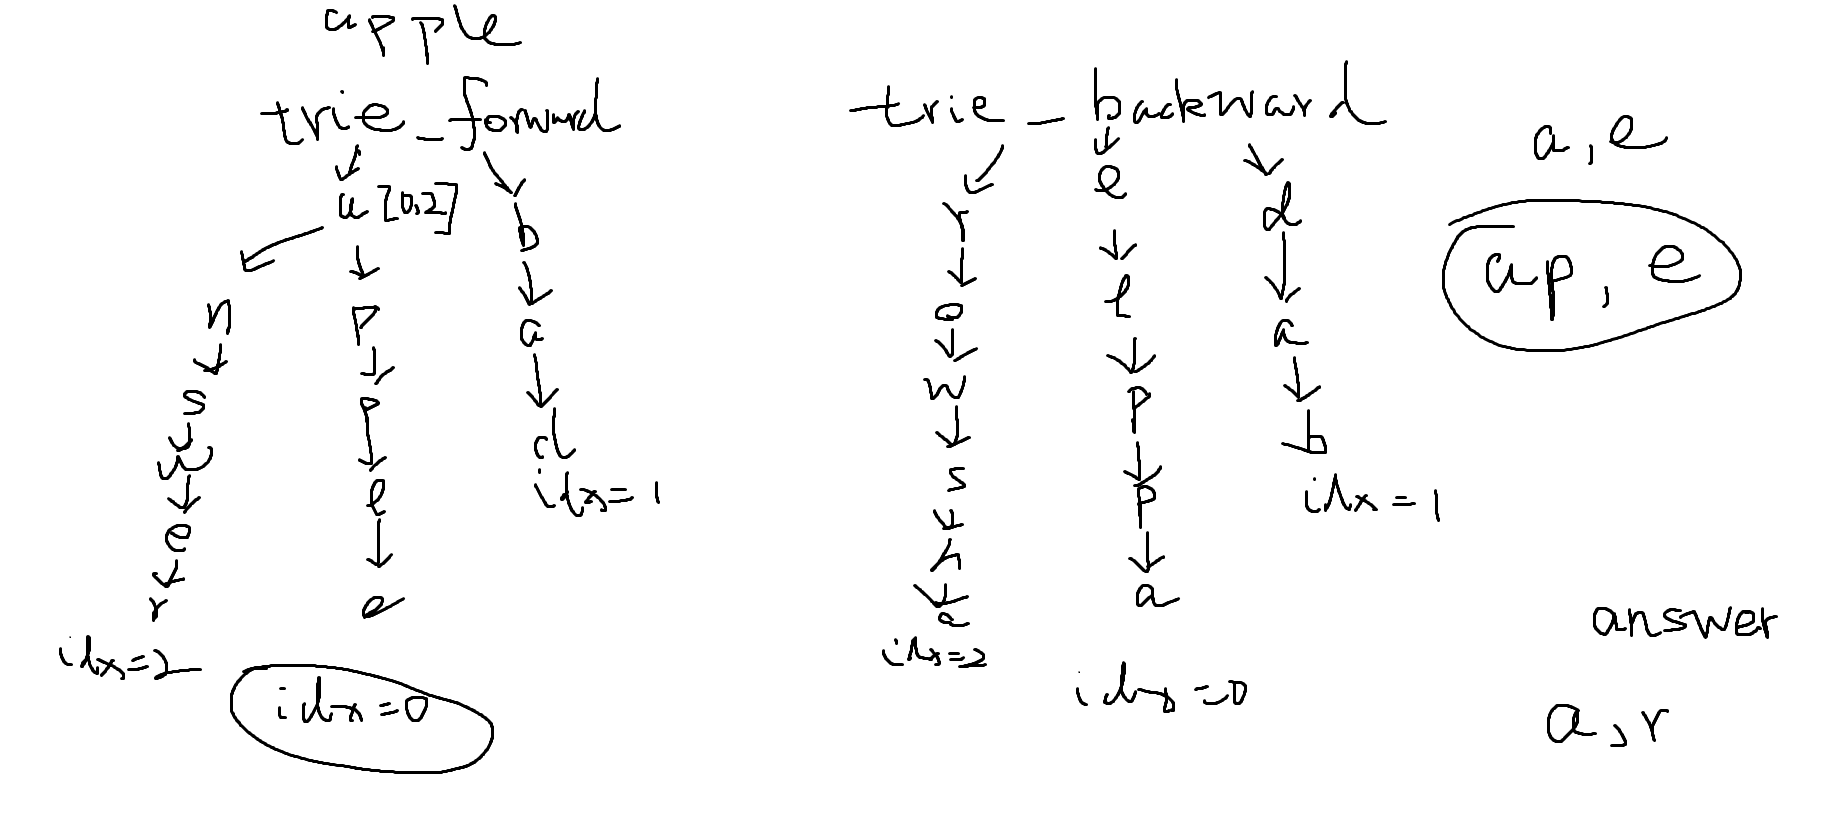 apple
trie_forward
trie_backward
a, e
a [0,2]
b
r
e
d
ap, e
n
p
a
o
l
a
s
p
d
w
p
b
w
l
idx=1
s
p
idx=1
e
e
n
a
r
a
answer
idx=2
idx=2
idx=0
idx=0
a, r